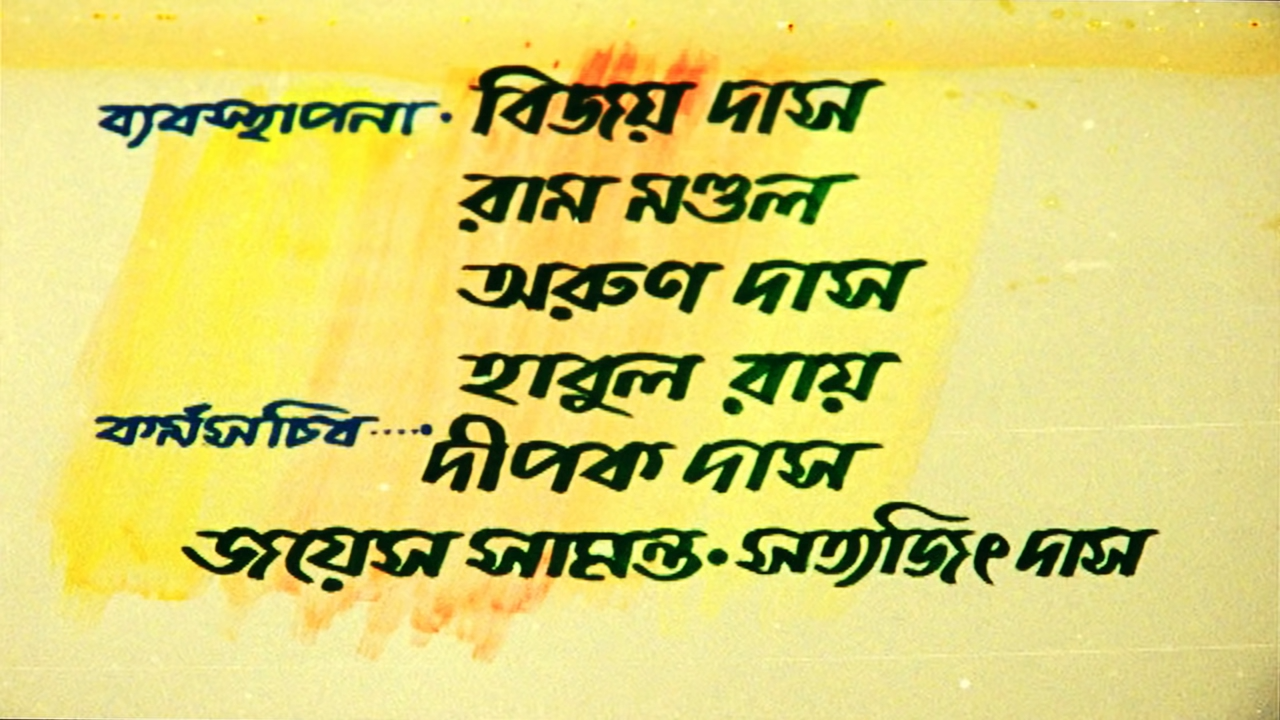 ব্যবস্থাপনা · বিজয় দাস
রাম মণ্ডল
অরুণ দাস
হাবুল রায়
কর্মসচিব ····• দীপক দাস
জয়েস সামন্ত • সত্যজিৎ দাস